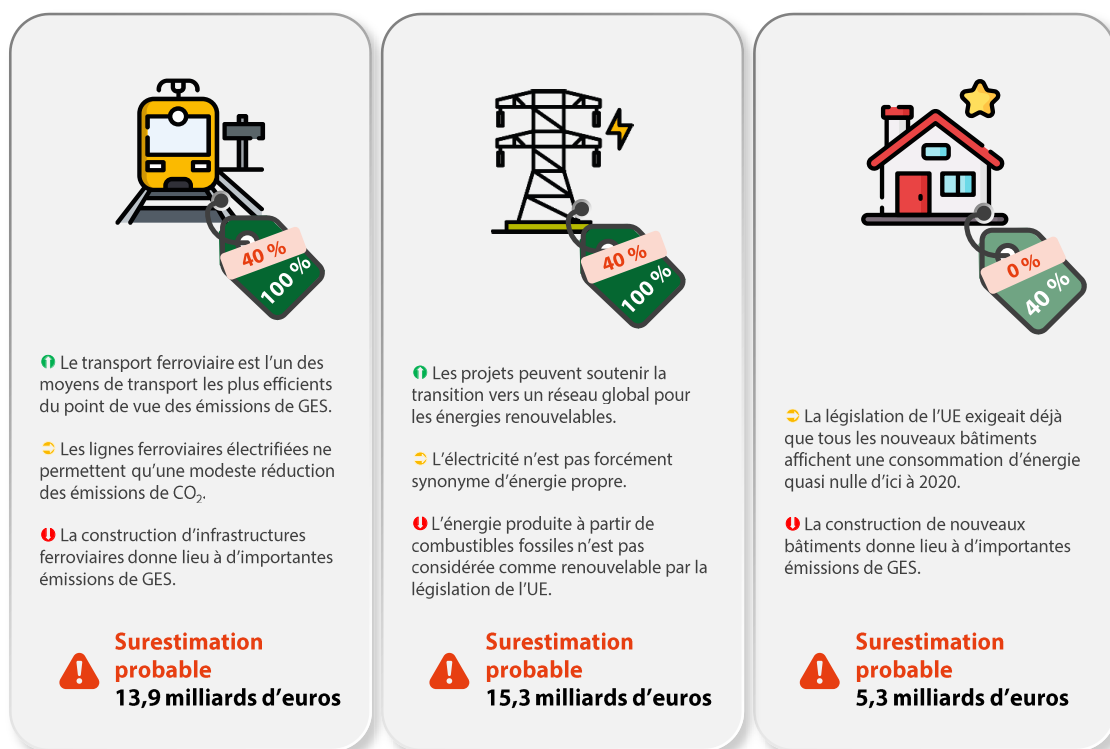 40 %
100 %
Le transport ferroviaire est l’un des
moyens de transport les plus efficients
du point de vue des émissions de GES.
Les lignes ferroviaires électrifiées ne
permettent qu’une modeste réduction
des émissions de CO₂.
La construction d’infrastructures
ferroviaires donne lieu à d’importantes
émissions de GES.
Surestimation
probable
13,9 milliards d’euros
40 %
100 %
Les projets peuvent soutenir la
transition vers un réseau global pour
les énergies renouvelables.
L’électricité n’est pas forcément
synonyme d’énergie propre.
L’énergie produite à partir de
combustibles fossiles n’est pas
considérée comme renouvelable par la
législation de l’UE.
Surestimation
probable
15,3 milliards d’euros
0 %
40 %
La législation de l’UE exigeait déjà
que tous les nouveaux bâtiments
affichent une consommation d’énergie
quasi nulle d’ici à 2020.
La construction de nouveaux
bâtiments donne lieu à d’importantes
émissions de GES.
Surestimation
probable
5,3 milliards d’euros